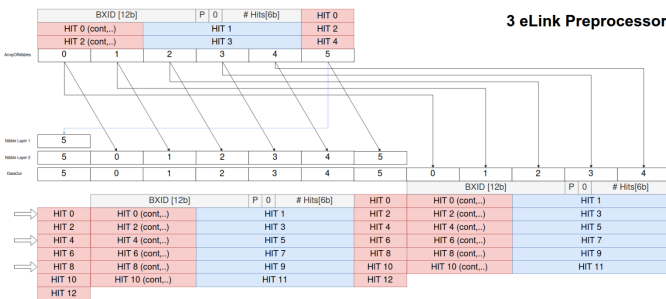 3 eLink Preprocessor
BXID [12b] P 0 # Hits[6b] HIT 0
HIT 0 (cont,..) HIT 1 HIT 2
HIT 2 (cont,..) HIT 3 HIT 4
ArrayOfNibbles 0 1 2 3 4 5
Nibble Layer 1 5
Nibble Layer 2 5 0 1 2 3 4 5
DataOut 5 0 1 2 3 4 5 0 1 2 3 4
BXID [12b] P 0 # Hits[6b]
BXID [12b] P 0 # Hits[6b] HIT 0 HIT 0 (cont,..) HIT 1
HIT 0 HIT 0 (cont,..) HIT 1 HIT 2 HIT 2 (cont,..) HIT 3
HIT 2 HIT 2 (cont,..) HIT 3 HIT 4 HIT 4 (cont,..) HIT 5
HIT 4 HIT 4 (cont,..) HIT 5 HIT 6 HIT 6 (cont,..) HIT 7
HIT 6 HIT 6 (cont,..) HIT 7 HIT 8 HIT 8 (cont,..) HIT 9
HIT 8 HIT 8 (cont,..) HIT 9 HIT 10 HIT 10 (cont,..) HIT 11
HIT 10 HIT 10 (cont,..) HIT 11 HIT 12
HIT 12